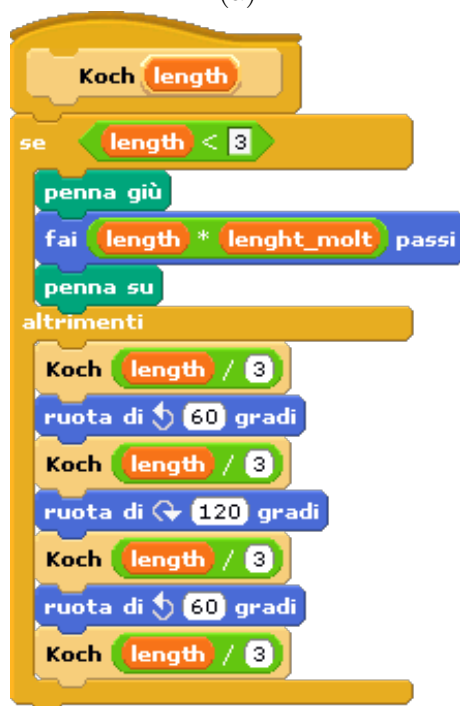 Koch length
se length < 3
penna giù
fai length * lenght_molt passi
penna su
altrimenti
Koch length / 3
ruota di ↺ 60 gradi
Koch length / 3
ruota di ↻ 120 gradi
Koch length / 3
ruota di ↺ 60 gradi
Koch length / 3